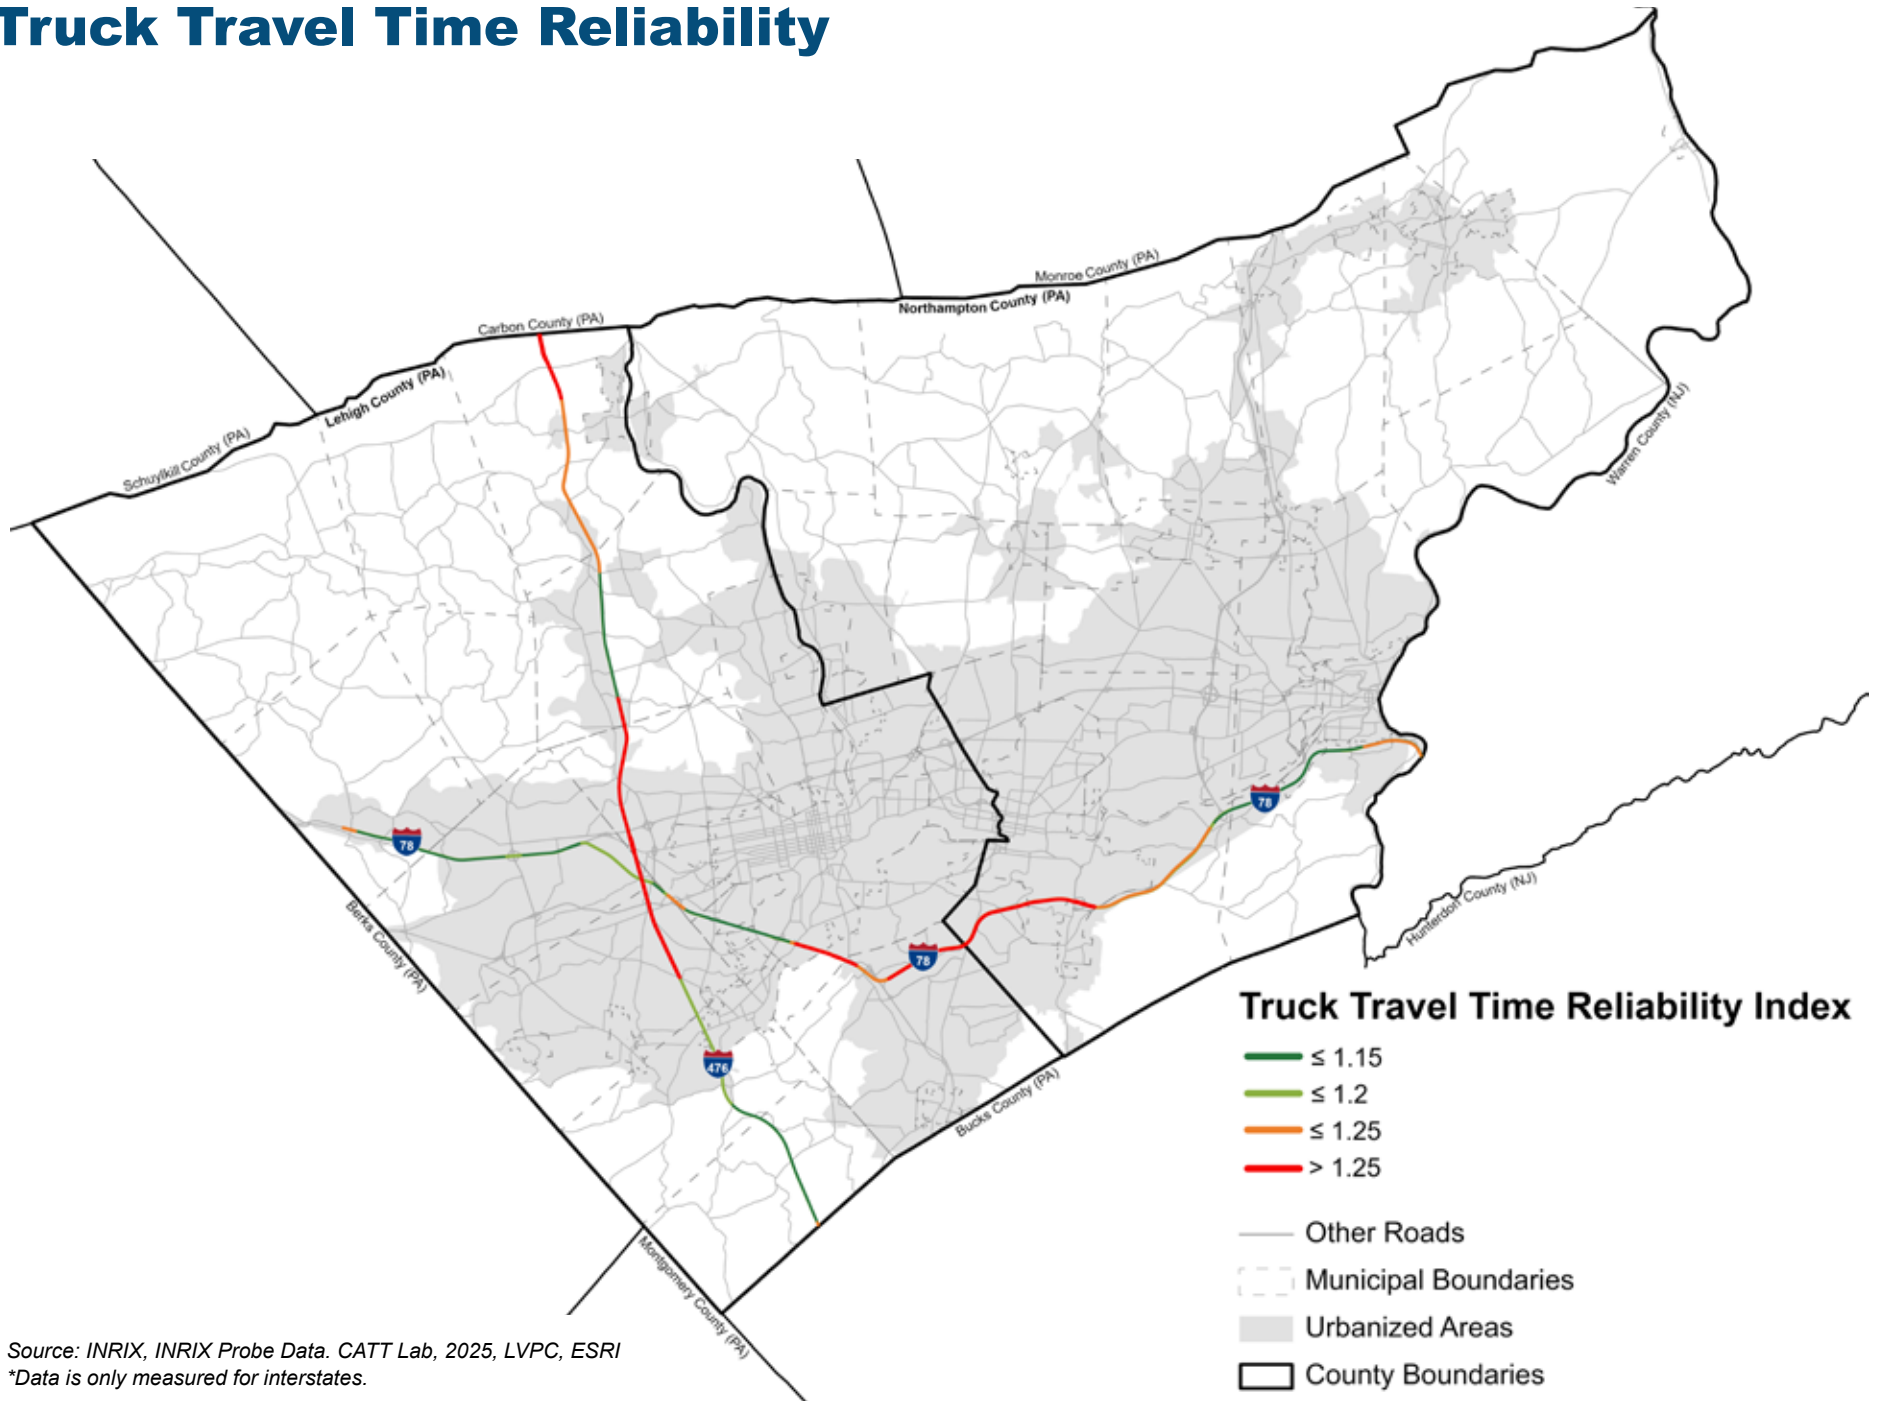 Truck Travel Time Reliability
Monroe County (PA)
Northampton County (PA)
Carbon County (PA)
Lehigh County (PA)
Schuylkill County (PA)
Warren County (NJ)
78
78
78
476
Berks County (PA)
Hunterdon County (NJ)
Bucks County (PA)
Montgomery County (PA)
Truck Travel Time Reliability Index
≤ 1.15
≤ 1.2
≤ 1.25
> 1.25
Other Roads
Municipal Boundaries
Urbanized Areas
County Boundaries
Source: INRIX, INRIX Probe Data. CATT Lab, 2025, LVPC, ESRI
*Data is only measured for interstates.